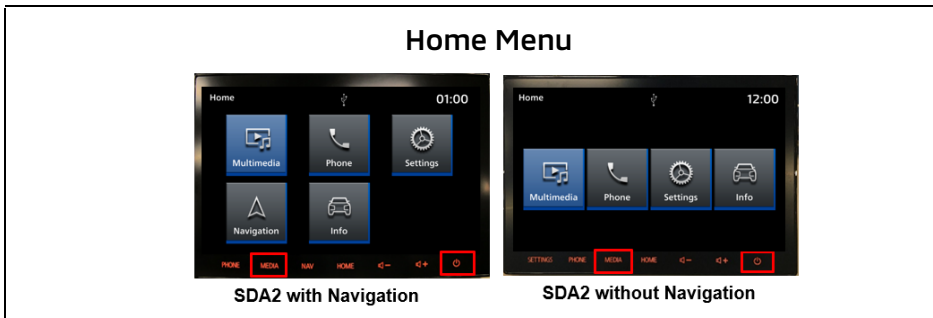 Home Menu
Home 01:00
Multimedia Phone Settings
Navigation Info
PHONE MEDIA NAV HOME
SDA2 with Navigation
Home 12:00
Multimedia Phone Settings Info
SETTINGS PHONE MEDIA HOME
SDA2 without Navigation